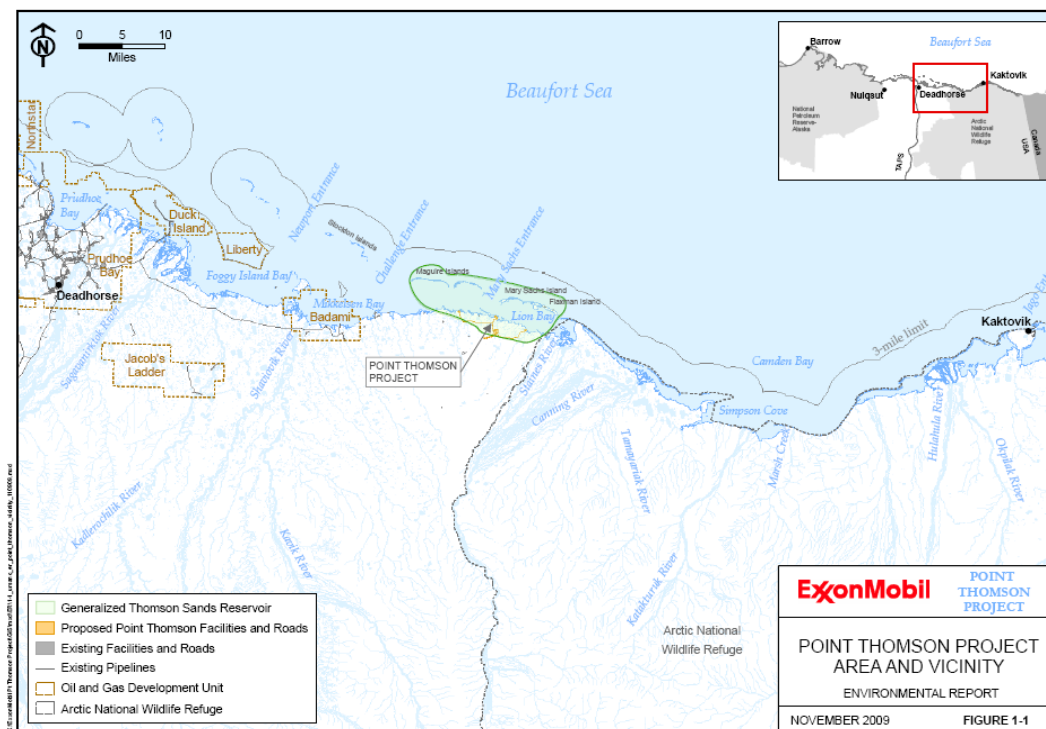 N
0 5 10
Miles
Beaufort Sea
Barrow
Beaufort Sea
Kaktovik
Nuiqsut
Deadhorse
National
Petroleum
Reserve-
Alaska
Arctic
National
Wildlife
Refuge
TAPS
Canada
USA
Northstar
Prudhoe
Bay
Duck
Island
Liberty
Prudhoe
Bay
Deadhorse
Foggy Island Bay
Newport Entrance
Stockton Islands
Challenge Entrance
Mary Sachs Entrance
Maguire Islands
Mary Sachs Island
Flaxman Island
Mikkelsen Bay
Badami
Lion Bay
POINT THOMSON
PROJECT
Jacob's
Ladder
Sagavanirktok River
Shaviovik River
Kadleroshilik River
Kavik River
Staines River
Canning River
Tamayariak River
Katakturuk River
Camden Bay
3-mile limit
Simpson Cove
Marsh Creek
Hulahula River
Okpilak River
Kaktovik
Arctic National
Wildlife Refuge
Generalized Thomson Sands Reservoir
Proposed Point Thomson Facilities and Roads
Existing Facilities and Roads
Existing Pipelines
Oil and Gas Development Unit
Arctic National Wildlife Refuge
ExxonMobil
POINT
THOMSON
PROJECT
POINT THOMSON PROJECT
AREA AND VICINITY
ENVIRONMENTAL REPORT
NOVEMBER 2009 FIGURE 1-1